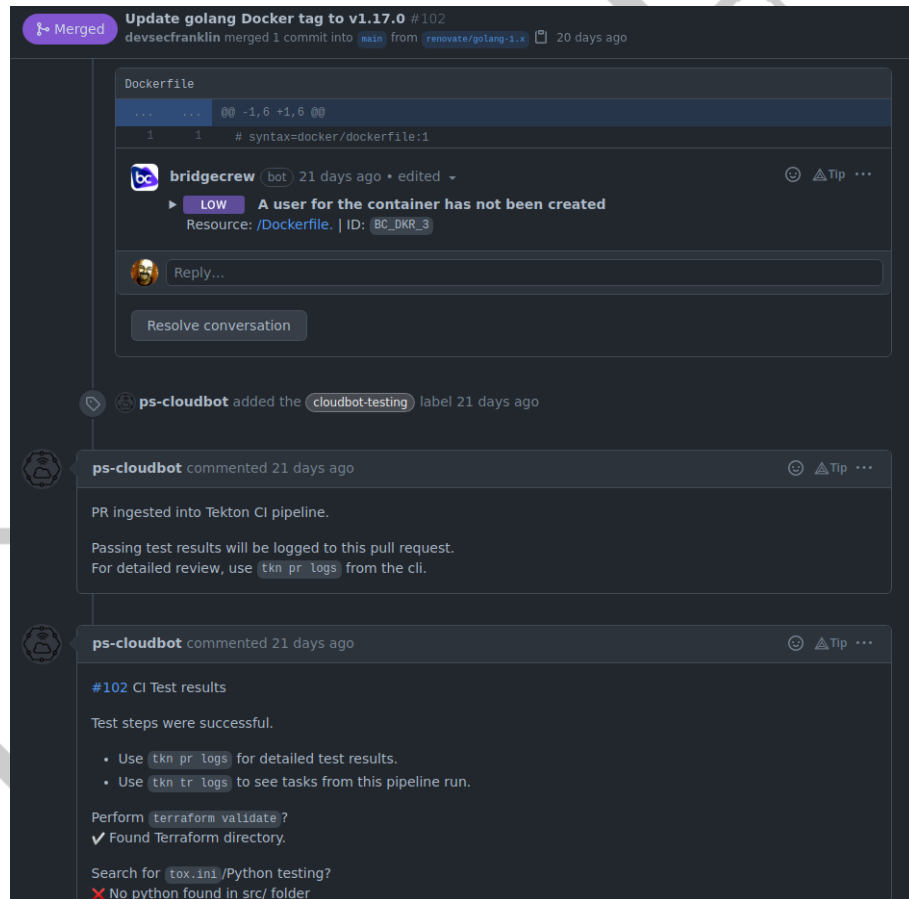 Merged
Update golang Docker tag to v1.17.0 #102
devsecfranklin merged 1 commit into main from renovate/golang-1.x 20 days ago
Dockerfile
... ... @@ -1,6 +1,6 @@
1 1 # syntax=docker/dockerfile:1
bc
bridgecrew bot 21 days ago • edited
Tip ...
LOW A user for the container has not been created
Resource: /Dockerfile. | ID: BC_DKR_3
Reply...
Resolve conversation
ps-cloudbot added the cloudbot-testing label 21 days ago
ps-cloudbot commented 21 days ago
Tip ...
PR ingested into Tekton CI pipeline.
Passing test results will be logged to this pull request.
For detailed review, use tkn pr logs from the cli.
ps-cloudbot commented 21 days ago
Tip ...
#102 CI Test results
Test steps were successful.
• Use tkn pr logs for detailed test results.
• Use tkn tr logs to see tasks from this pipeline run.
Perform terraform validate?
✔ Found Terraform directory.
Search for tox.ini/Python testing?
❌ No python found in src/ folder